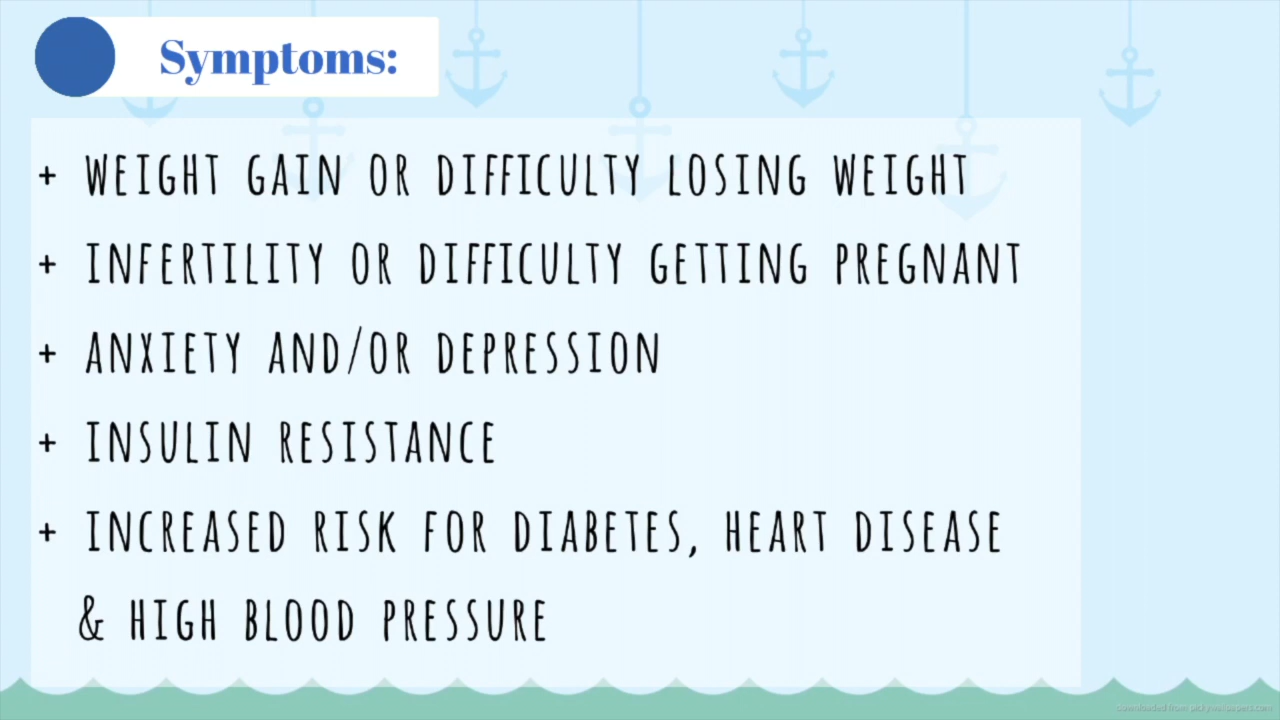 Symptoms:
+ WEIGHT GAIN OR DIFFICULTY LOSING WEIGHT
+ INFERTILITY OR DIFFICULTY GETTING PREGNANT
+ ANXIETY AND/OR DEPRESSION
+ INSULIN RESISTANCE
+ INCREASED RISK FOR DIABETES, HEART DISEASE
& HIGH BLOOD PRESSURE